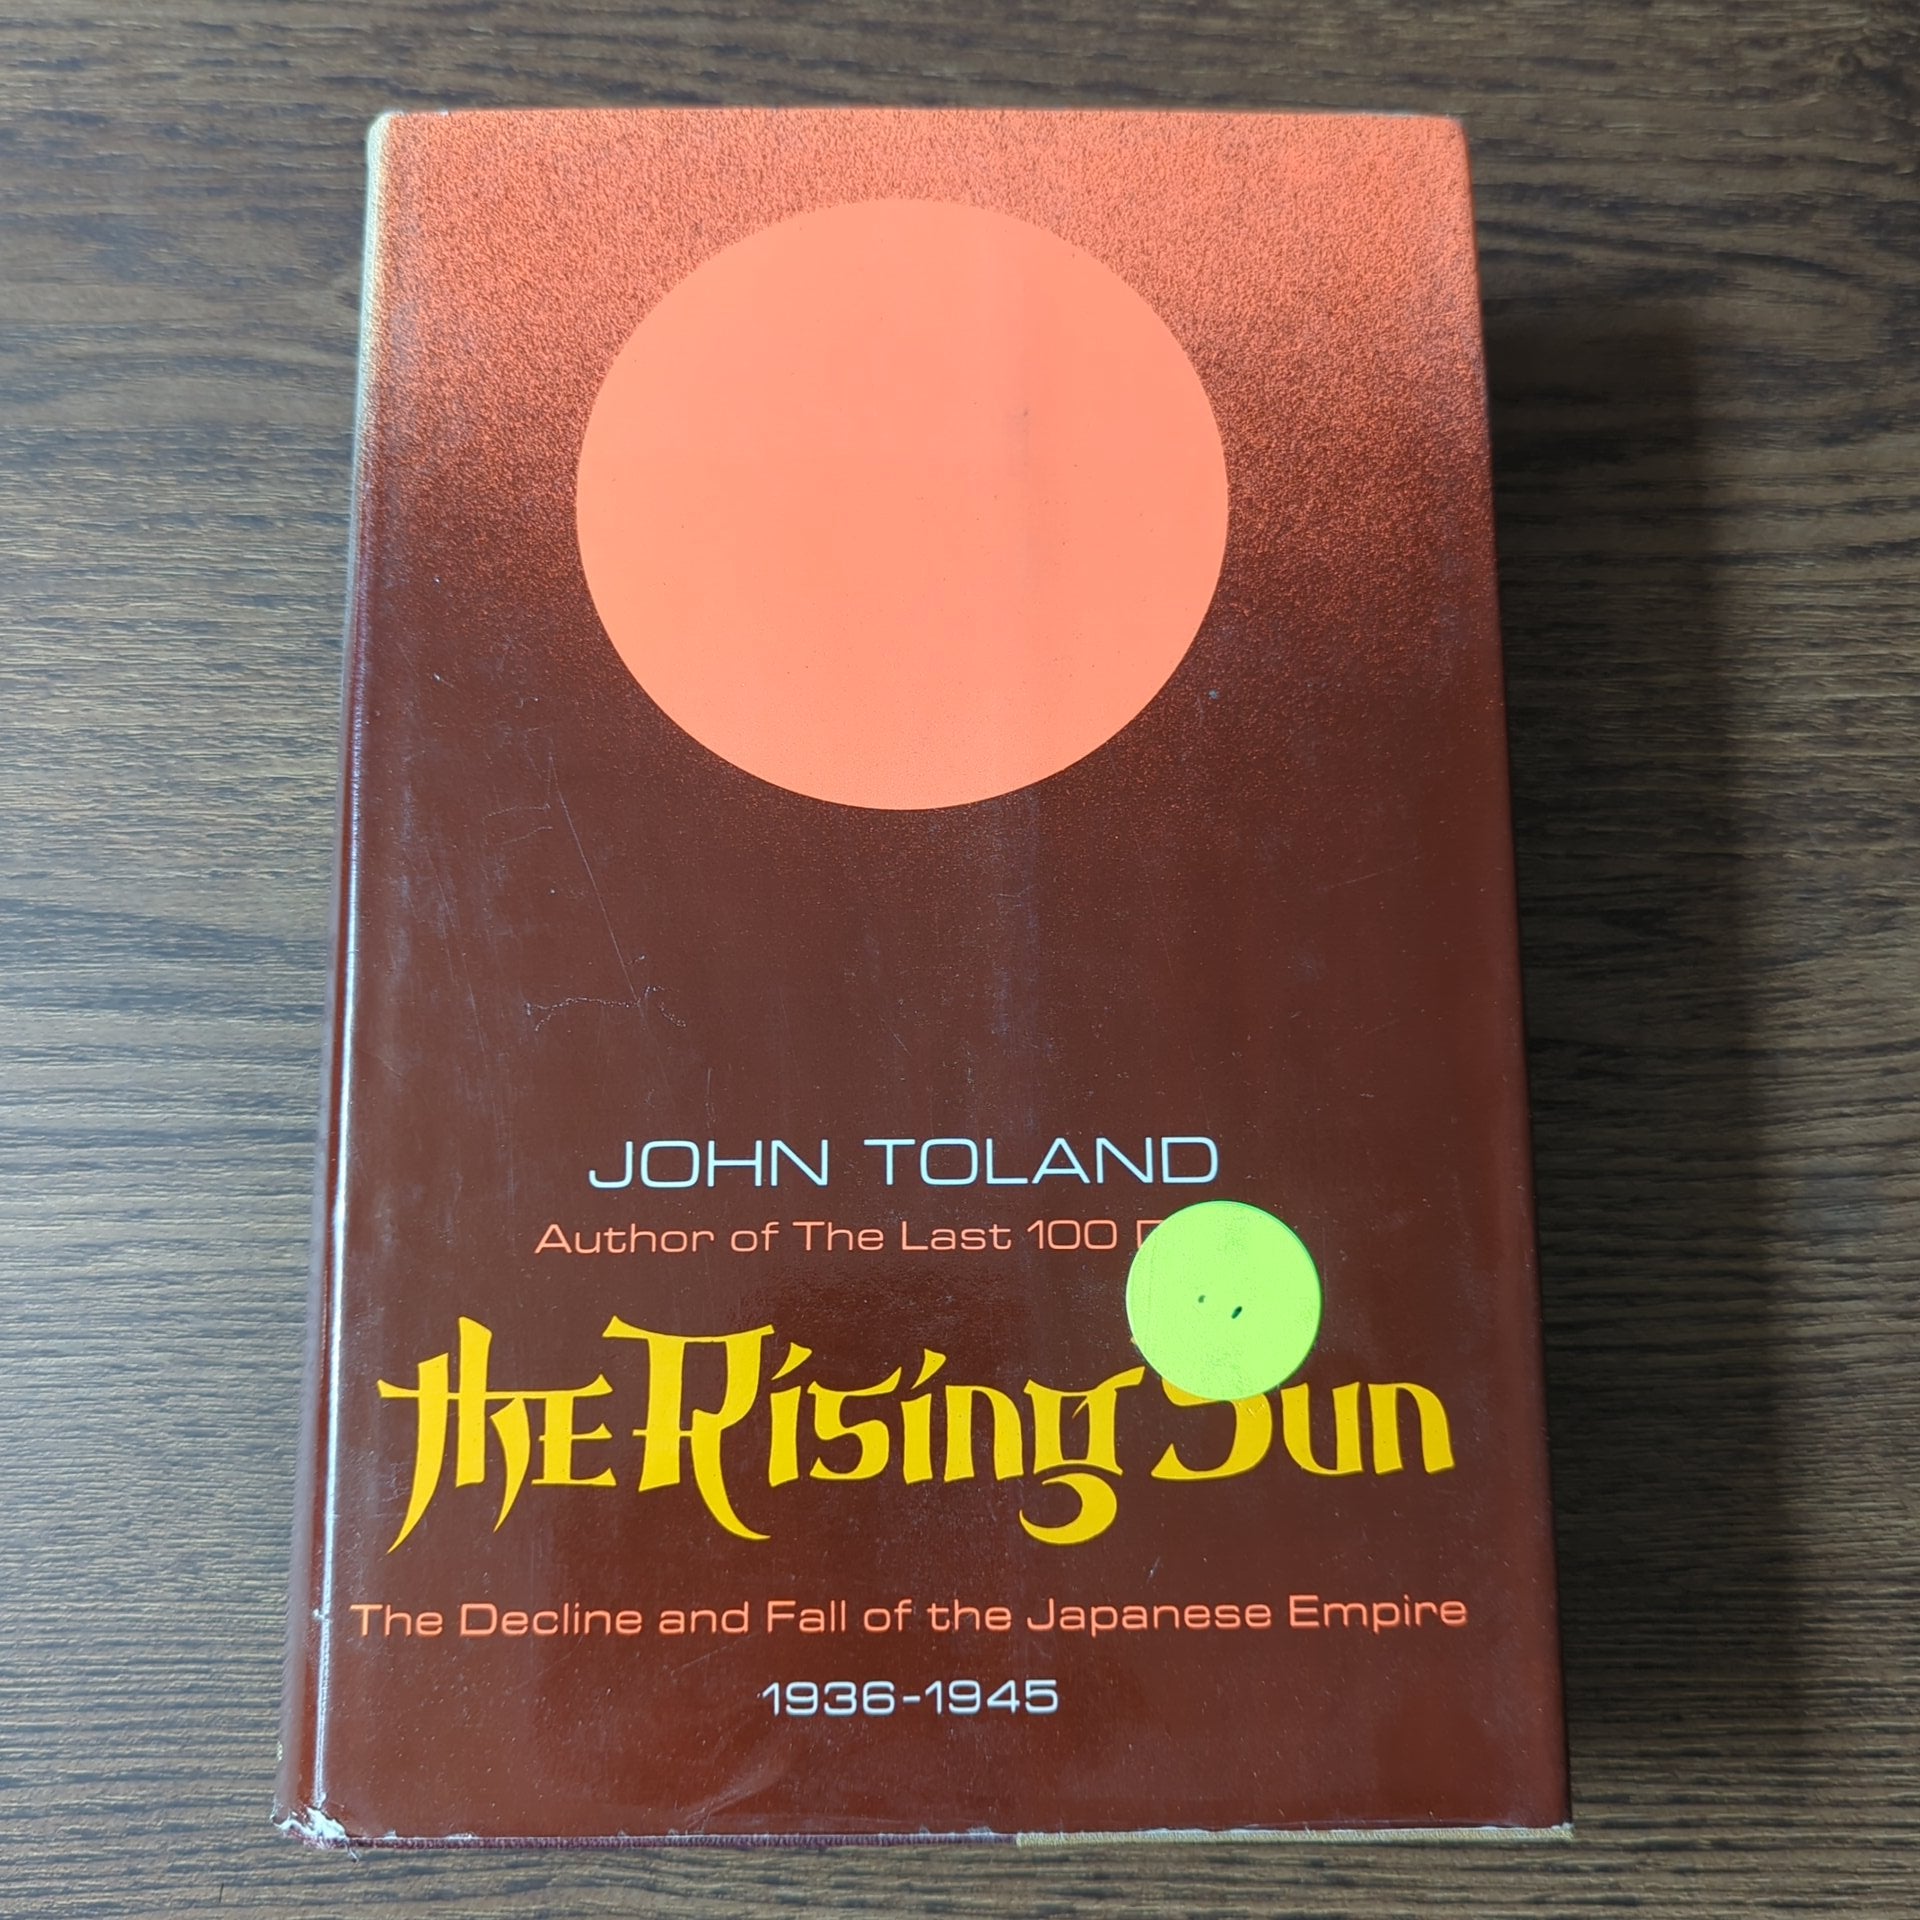 JOHN TOLAND
Author of The Last 100
the Rising Sun
The Decline and Fall of the Japanese Empire
1936-1945